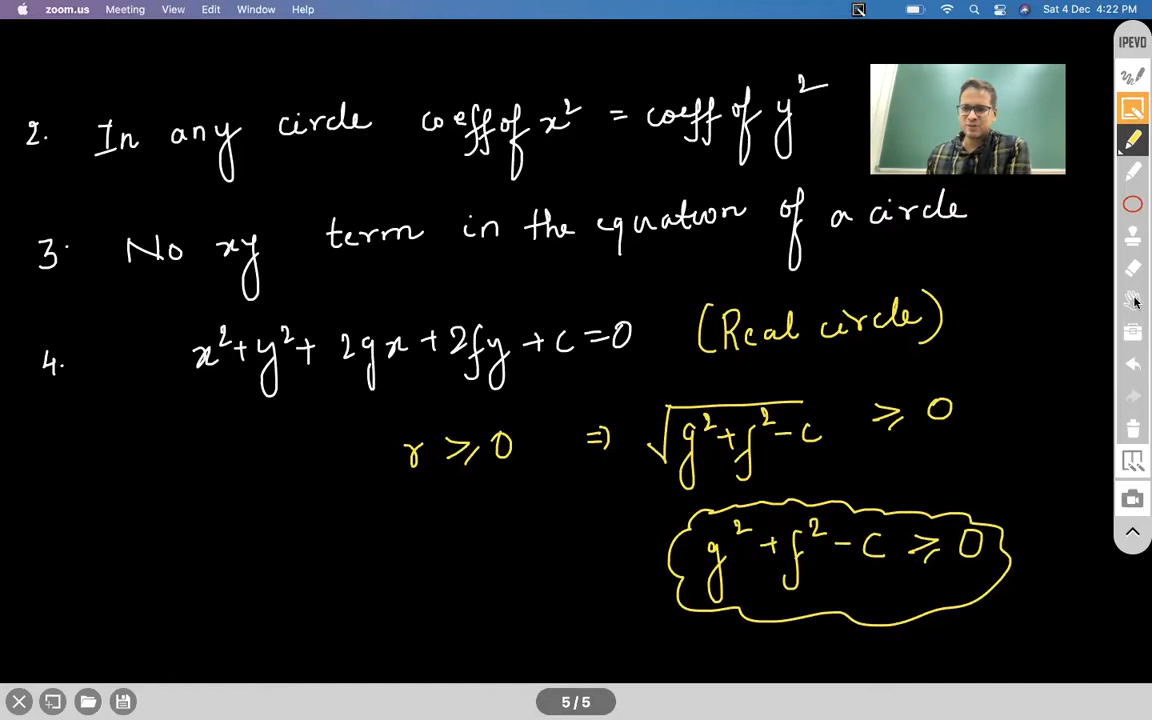 zoom.us Meeting View Edit Window Help Sat 4 Dec 4:22 PM
IPEVO
2. In any circle coeff of x² = coeff of y²
3. No xy term in the equation of a circle
4. x²+y²+ 2gx+2fy+c=0 (Real circle)
r ⩾ 0 ⇒ √(g²+f²-c) ⩾ 0
g²+f²-c ⩾ 0
5 / 5